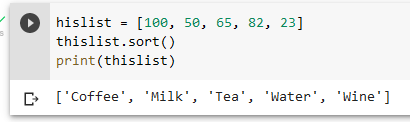 hislist = [100, 50, 65, 82, 23]
thislist.sort()
print(thislist)
['Coffee', 'Milk', 'Tea', 'Water', 'Wine']